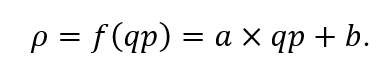 ρ = f(qp) = a × qp + b.